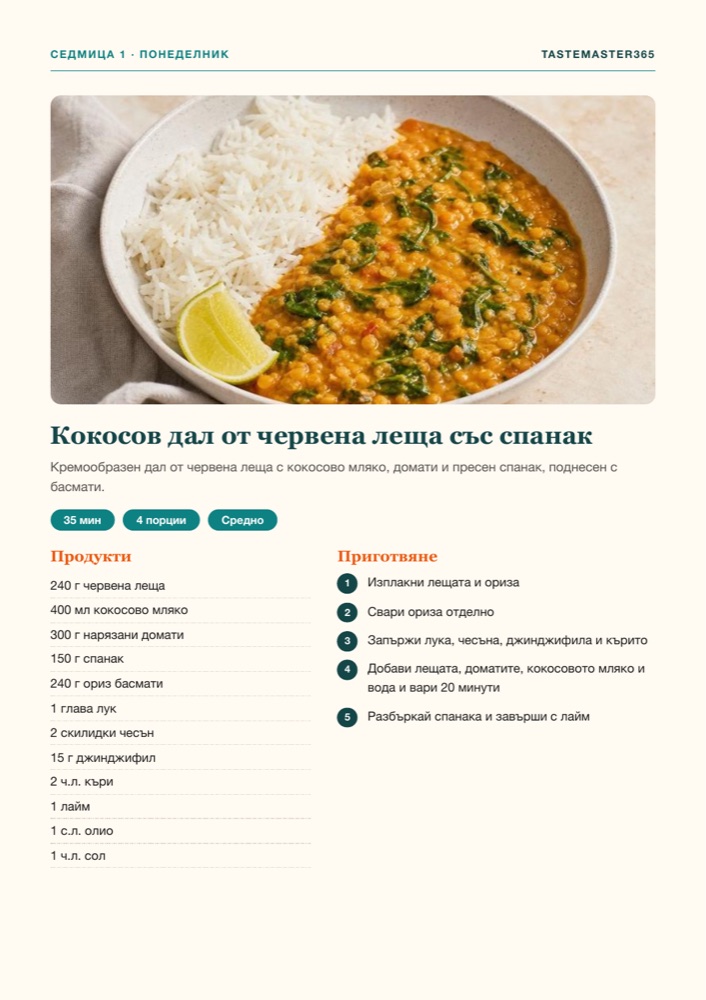 СЕДМИЦА 1 · ПОНЕДЕЛНИК
TASTEMASTER365
Кокосов дал от червена леща със спанак
Кремообразен дал от червена леща с кокосово мляко, домати и пресен спанак, поднесен с
басмати.
35 мин
4 порции
Средно
Продукти
240 г червена леща
400 мл кокосово мляко
300 г нарязани домати
150 г спанак
240 г ориз басмати
1 глава лук
2 скилидки чесън
15 г джинджифил
2 ч.л. къри
1 лайм
1 с.л. олио
1 ч.л. сол
Приготвяне
1 Изплакни лещата и ориза
2 Свари ориза отделно
3 Запържи лука, чесъна, джинджифила и кърито
4 Добави лещата, доматите, кокосовото мляко и
вода и вари 20 минути
5 Разбъркай спанака и завърши с лайм